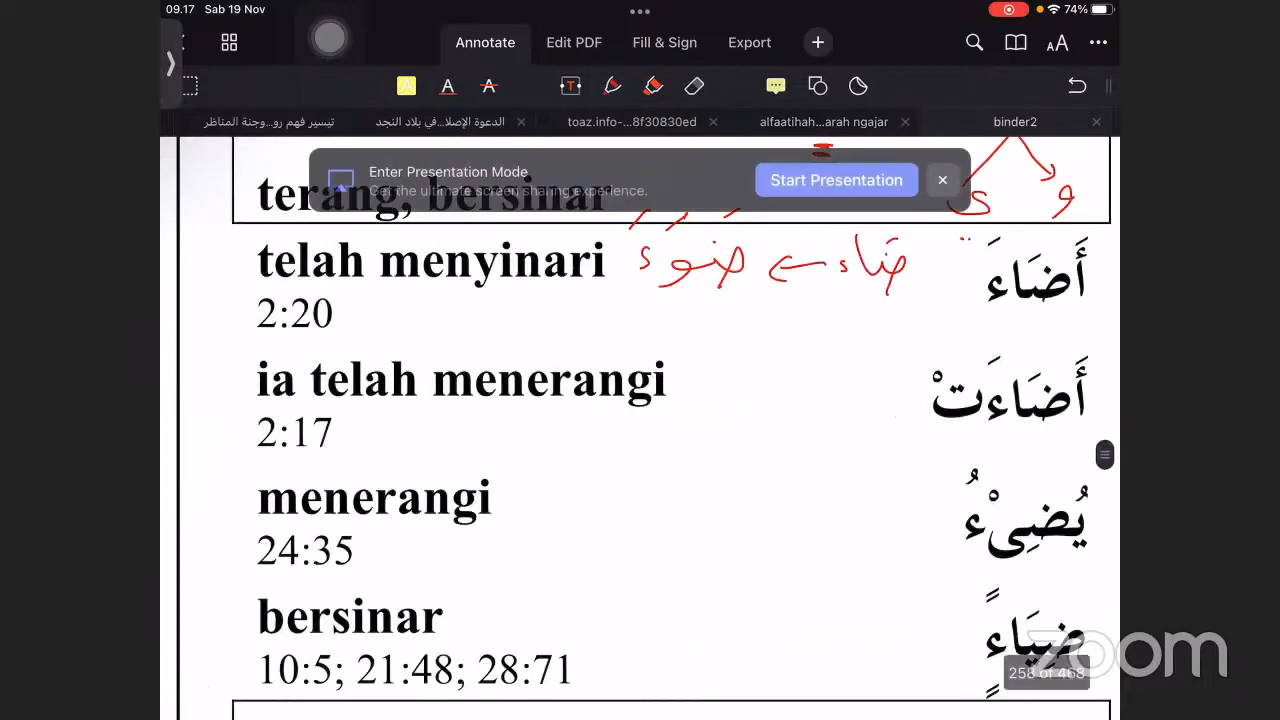 09.17 Sab 19 Nov 74%
Annotate Edit PDF Fill & Sign Export
تيسير فهم رو...وجنة المناظر الدعوة الإصلا...في بلاد النجد toaz.info-...8f30830ed alfaatihah...arah ngajar binder2
Enter Presentation Mode
Get the ultimate screen sharing experience.
Start Presentation
terang; bersinar
ى و
telah menyinari ضَاء ← ضَوَءَ أَضَاءَ
2:20
ia telah menerangi أَضَاءَتْ
2:17
menerangi يُضِىْءُ
24:35
bersinar ضِيَاءً
10:5; 21:48; 28:71
258 of 468
zoom